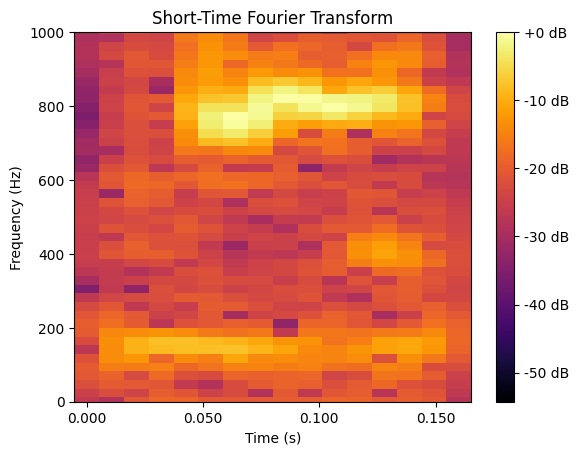 Short-Time Fourier Transform
1000
800
600
400
200
0
Frequency (Hz)
0.000
0.050
0.100
0.150
Time (s)
+0 dB
-10 dB
-20 dB
-30 dB
-40 dB
-50 dB